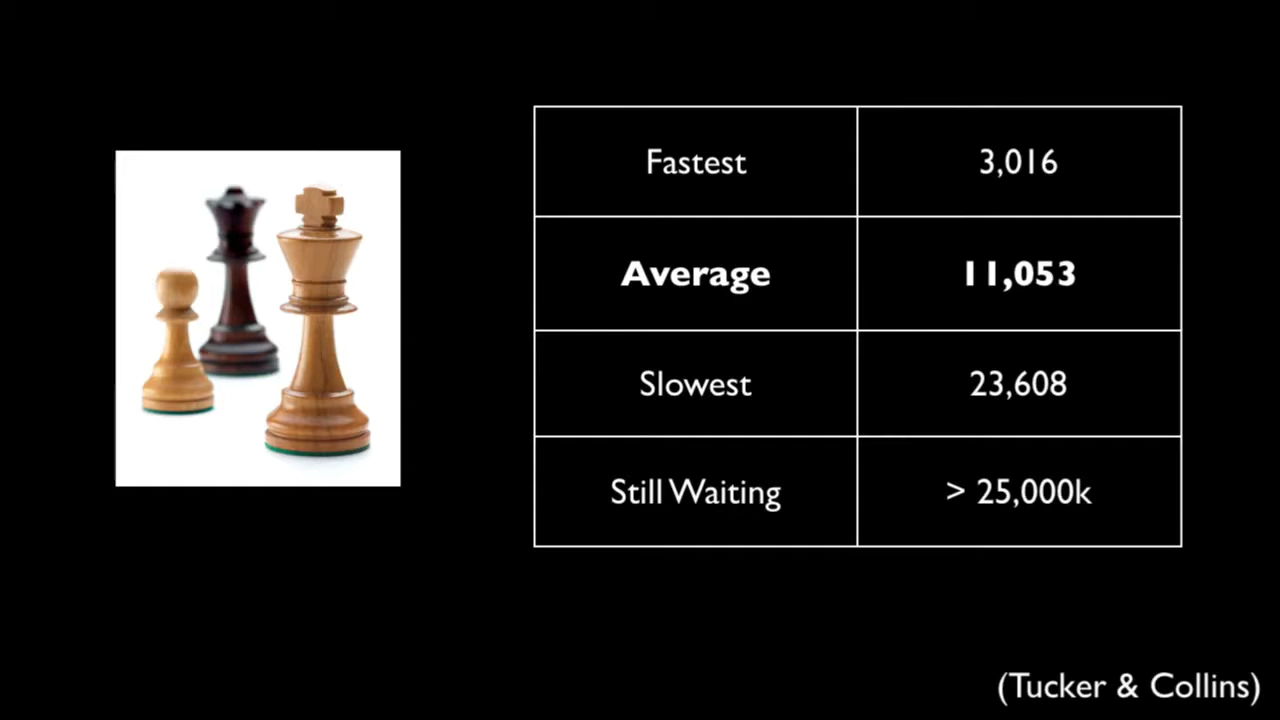 Fastest 3,016
Average 11,053
Slowest 23,608
Still Waiting > 25,000k
(Tucker & Collins)